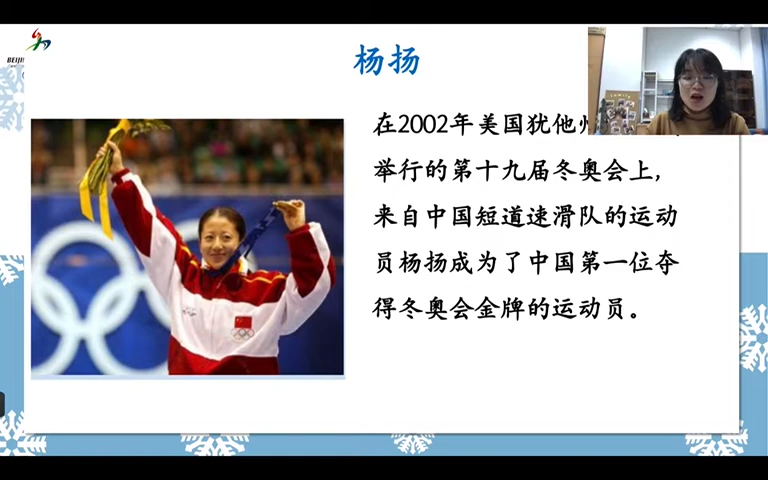 BEIJI
杨扬
在2002年美国犹他州
举行的第十九届冬奥会上,
来自中国短道速滑队的运动
员杨扬成为了中国第一位夺
得冬奥会金牌的运动员。